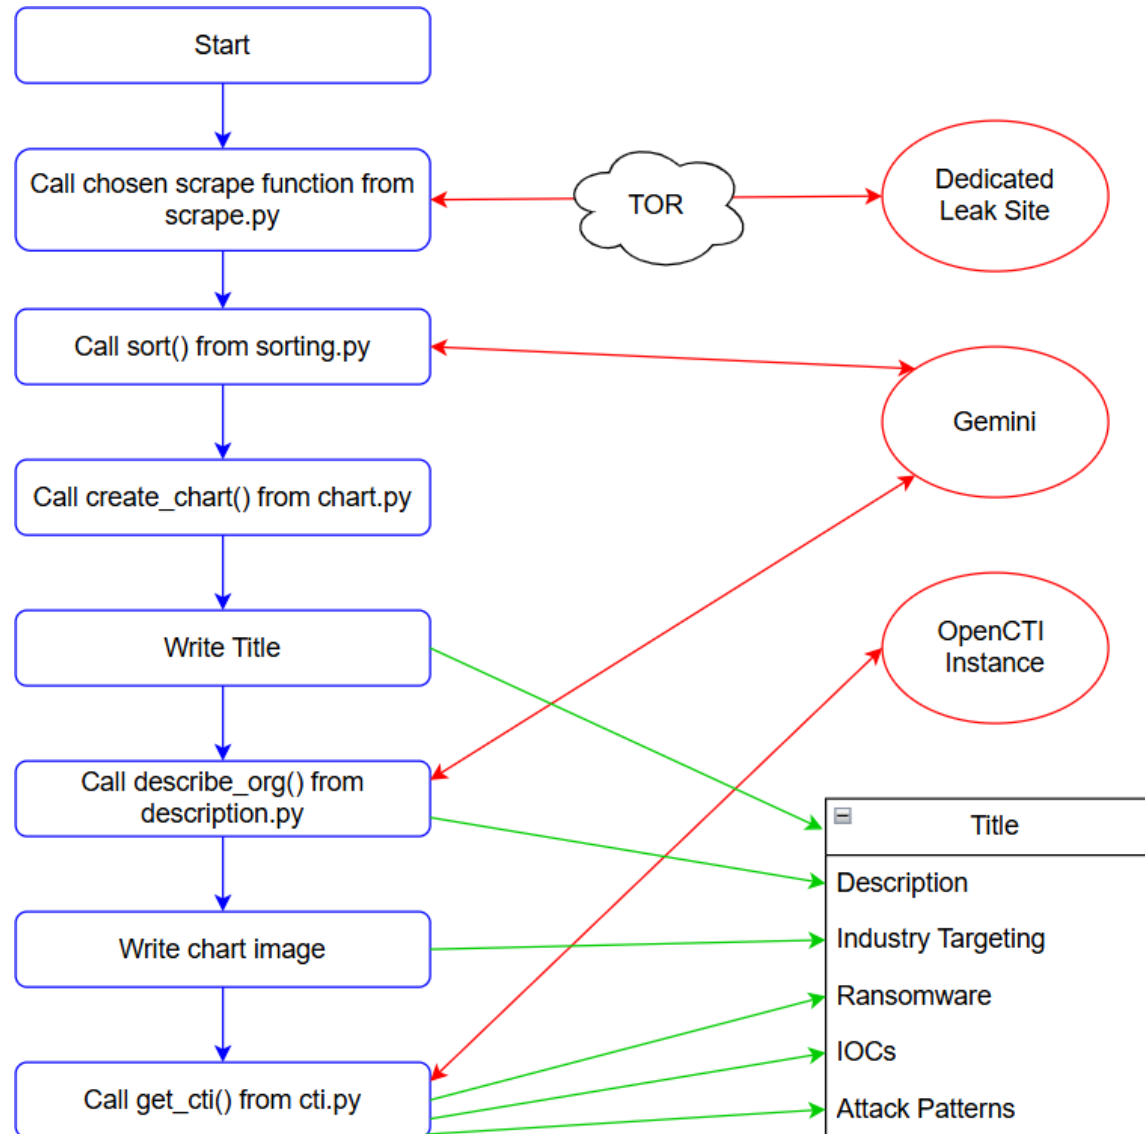 Start
Call chosen scrape function from
scrape.py
TOR
Dedicated
Leak Site
Call sort() from sorting.py
Gemini
Call create_chart() from chart.py
Write Title
OpenCTI
Instance
Call describe_org() from
description.py
Title
Description
Write chart image
Industry Targeting
Ransomware
IOCs
Call get_cti() from cti.py
Attack Patterns